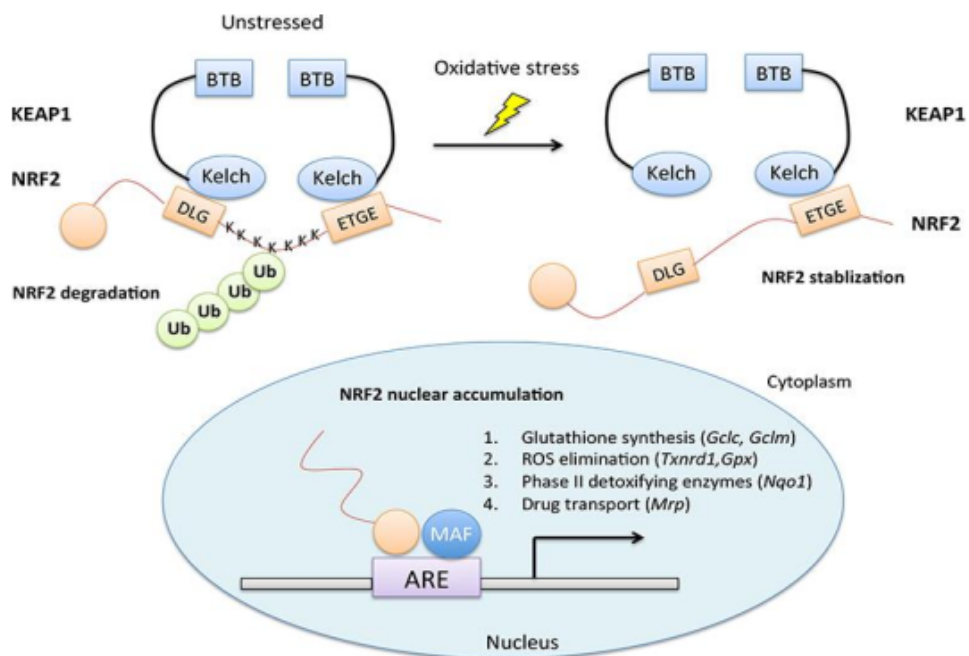 Unstressed
BTB
BTB
Oxidative stress
BTB
BTB
KEAP1
KEAP1
Kelch
Kelch
Kelch
Kelch
NRF2
DLG
ETGE
K K K K K K K
ETGE
NRF2
Ub
DLG
NRF2 stablization
NRF2 degradation
Ub
Ub
Ub
Cytoplasm
NRF2 nuclear accumulation
1. Glutathione synthesis (Gclc, Gclm)
2. ROS elimination (Txnrd1,Gpx)
3. Phase II detoxifying enzymes (Nqo1)
4. Drug transport (Mrp)
MAF
ARE
Nucleus